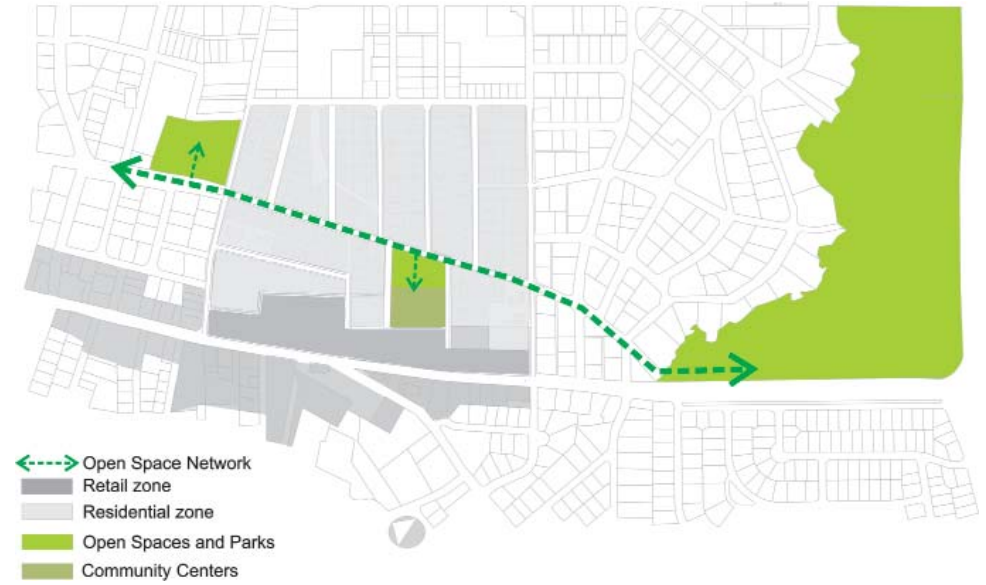 Open Space Network
Retail zone
Residential zone
Open Spaces and Parks
Community Centers